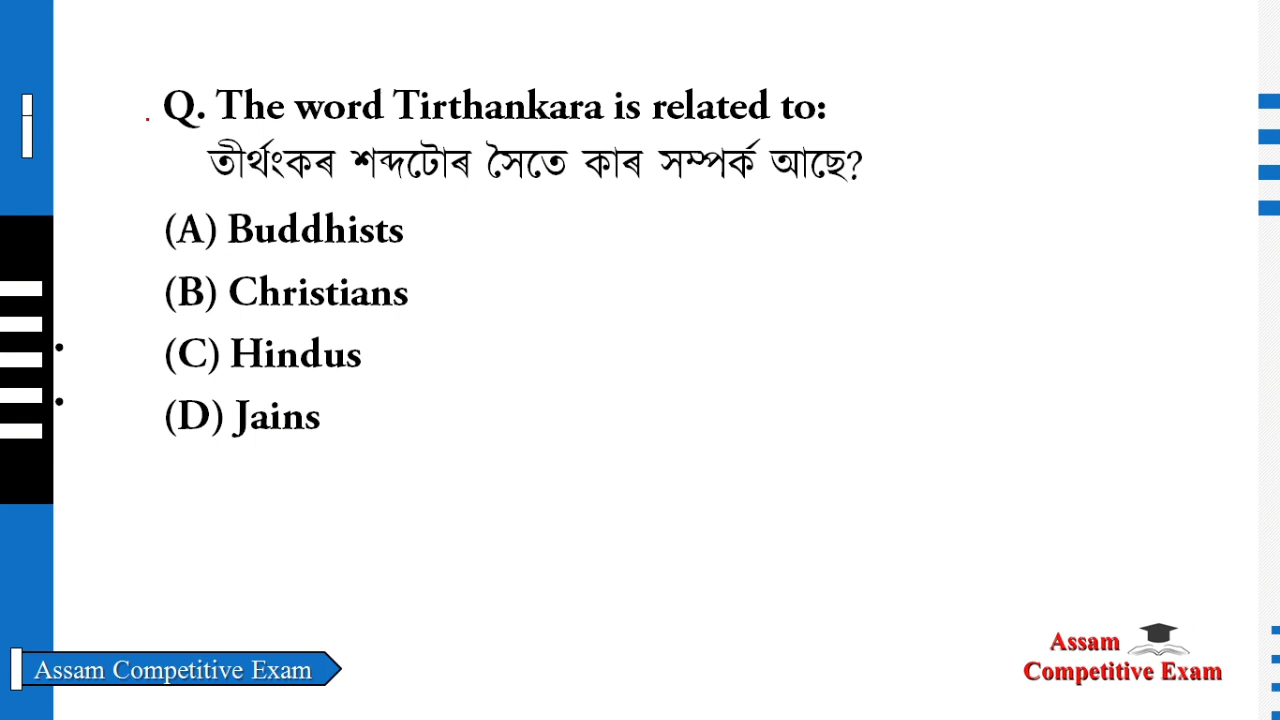 Q. The word Tirthankara is related to:
তীৰ্থংকৰ শব্দটোৰ সৈতে কাৰ সম্পৰ্ক আছে?
(A) Buddhists
(B) Christians
(C) Hindus
(D) Jains
Assam Competitive Exam
Assam
Competitive Exam